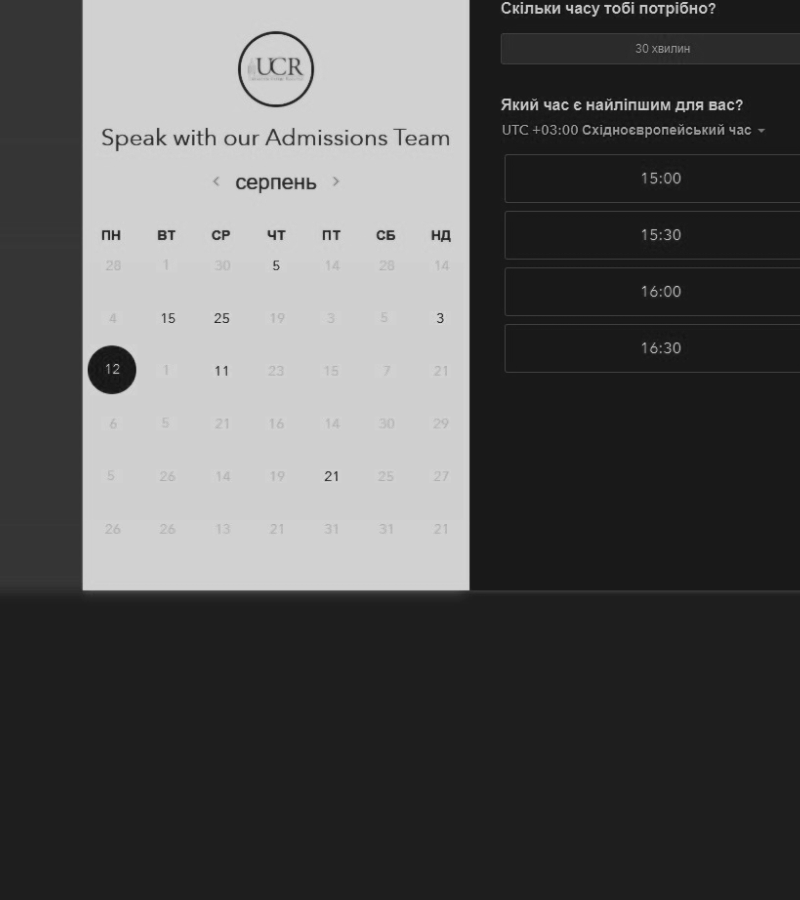 UCR
Speak with our Admissions Team
серпень
ПН ВТ СР ЧТ ПТ СБ НД
28 1 30 5 14 28 14
4 15 25 19 3 5 3
12 1 11 23 15 7 21
6 5 21 16 14 30 29
5 26 14 19 21 25 27
26 26 13 21 31 31 21
Скільки часу тобі потрібно?
30 хвилин
Який час є найліпшим для вас?
UTC +03:00 Східноєвропейський час
15:00
15:30
16:00
16:30